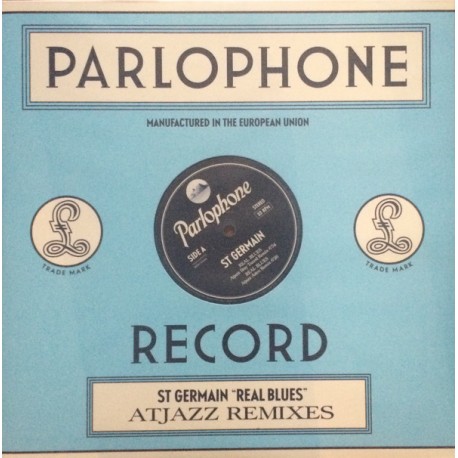 PARLOPHONE
MANUFACTURED IN THE EUROPEAN UNION
Parlophone
SIDE A
ST GERMAIN
TRADE MARK
TRADE MARK
RECORD
ST GERMAIN "REAL BLUES"
ATJAZZ REMIXES